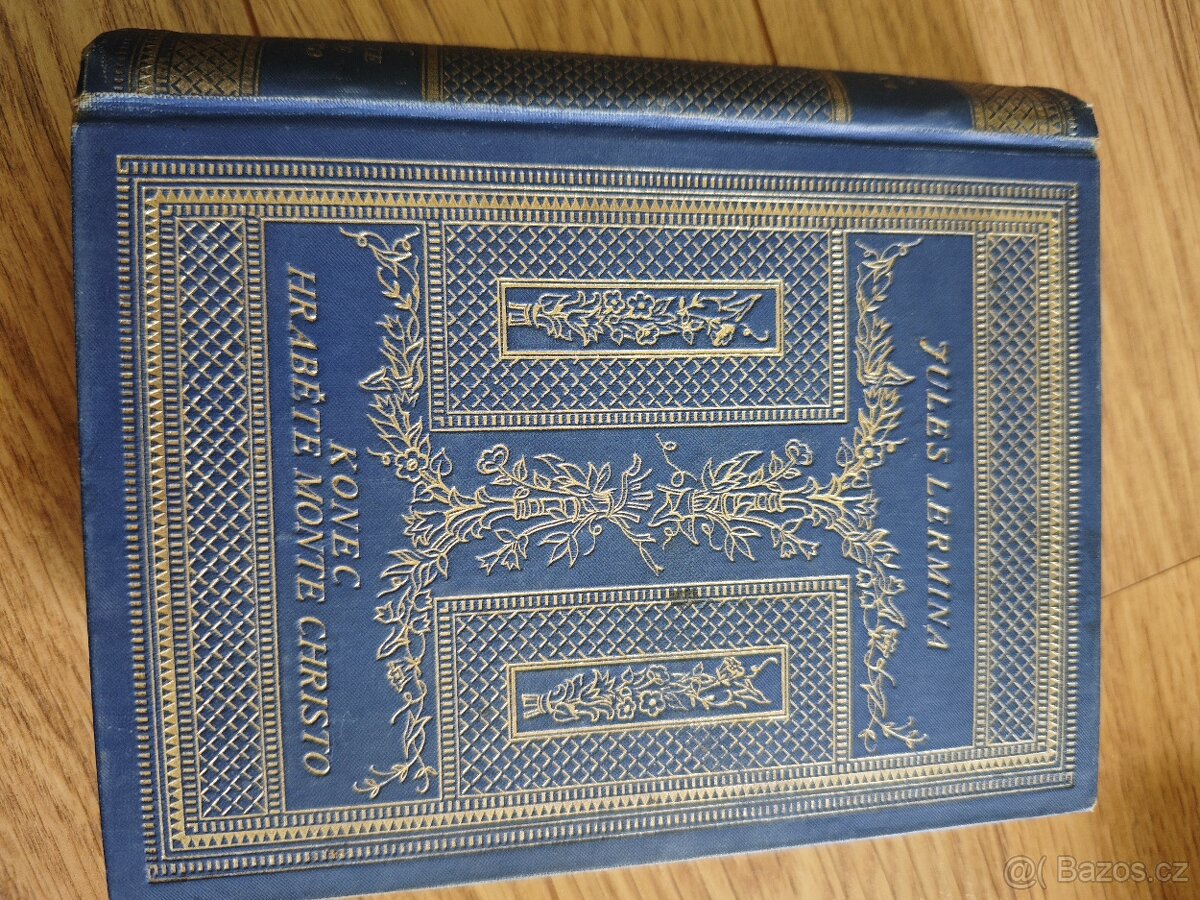 JULES LERMINA
KONEC
HRABĚTE MONTE CHRISTO
@( Bazos.cz